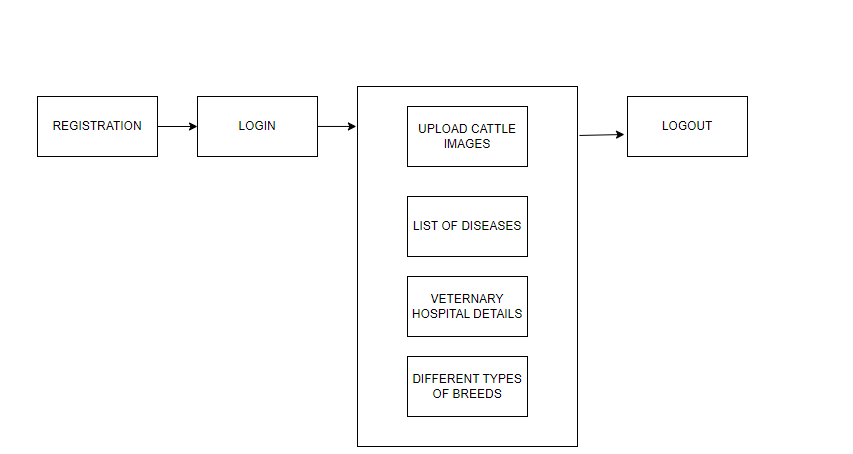 REGISTRATION
LOGIN
UPLOAD CATTLE
IMAGES
LIST OF DISEASES
VETERNARY
HOSPITAL DETAILS
DIFFERENT TYPES
OF BREEDS
LOGOUT